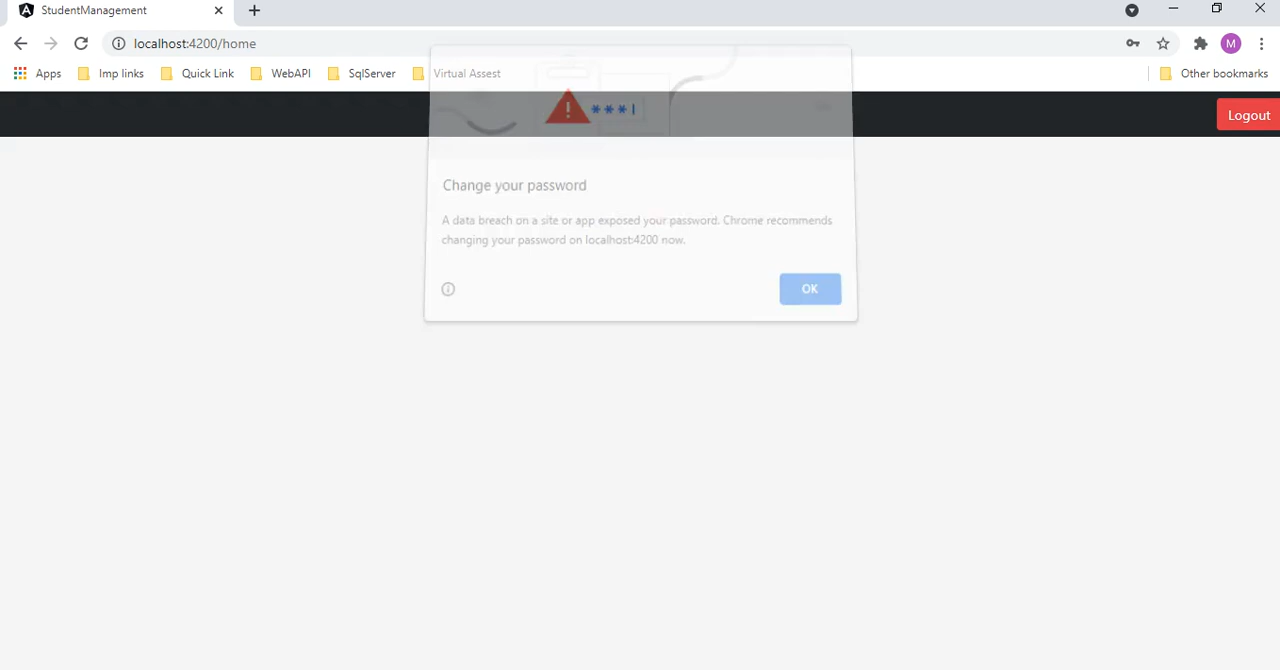 StudentManagement
localhost:4200/home
M
Apps Imp links Quick Link WebAPI SqlServer Virtual Assest Other bookmarks
***
Logout
Change your password
A data breach on a site or app exposed your password. Chrome recommends
changing your password on localhost:4200 now.
OK